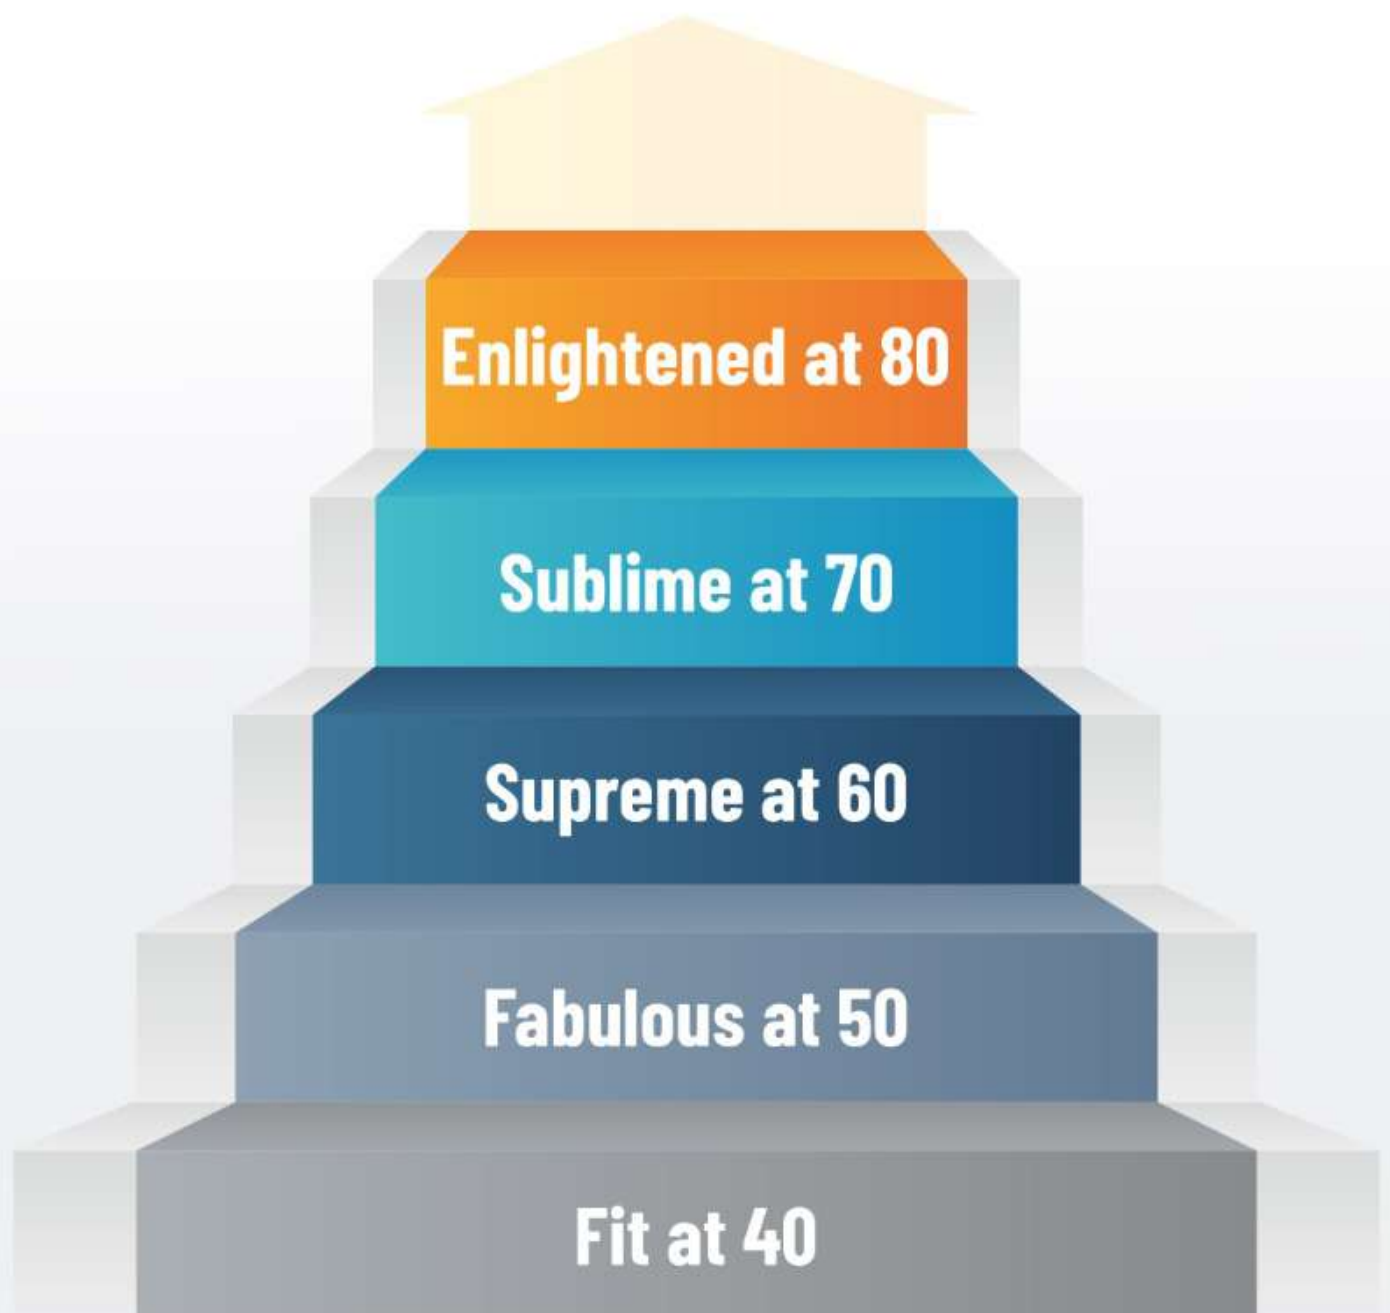 Enlightened at 80
Sublime at 70
Supreme at 60
Fabulous at 50
Fit at 40